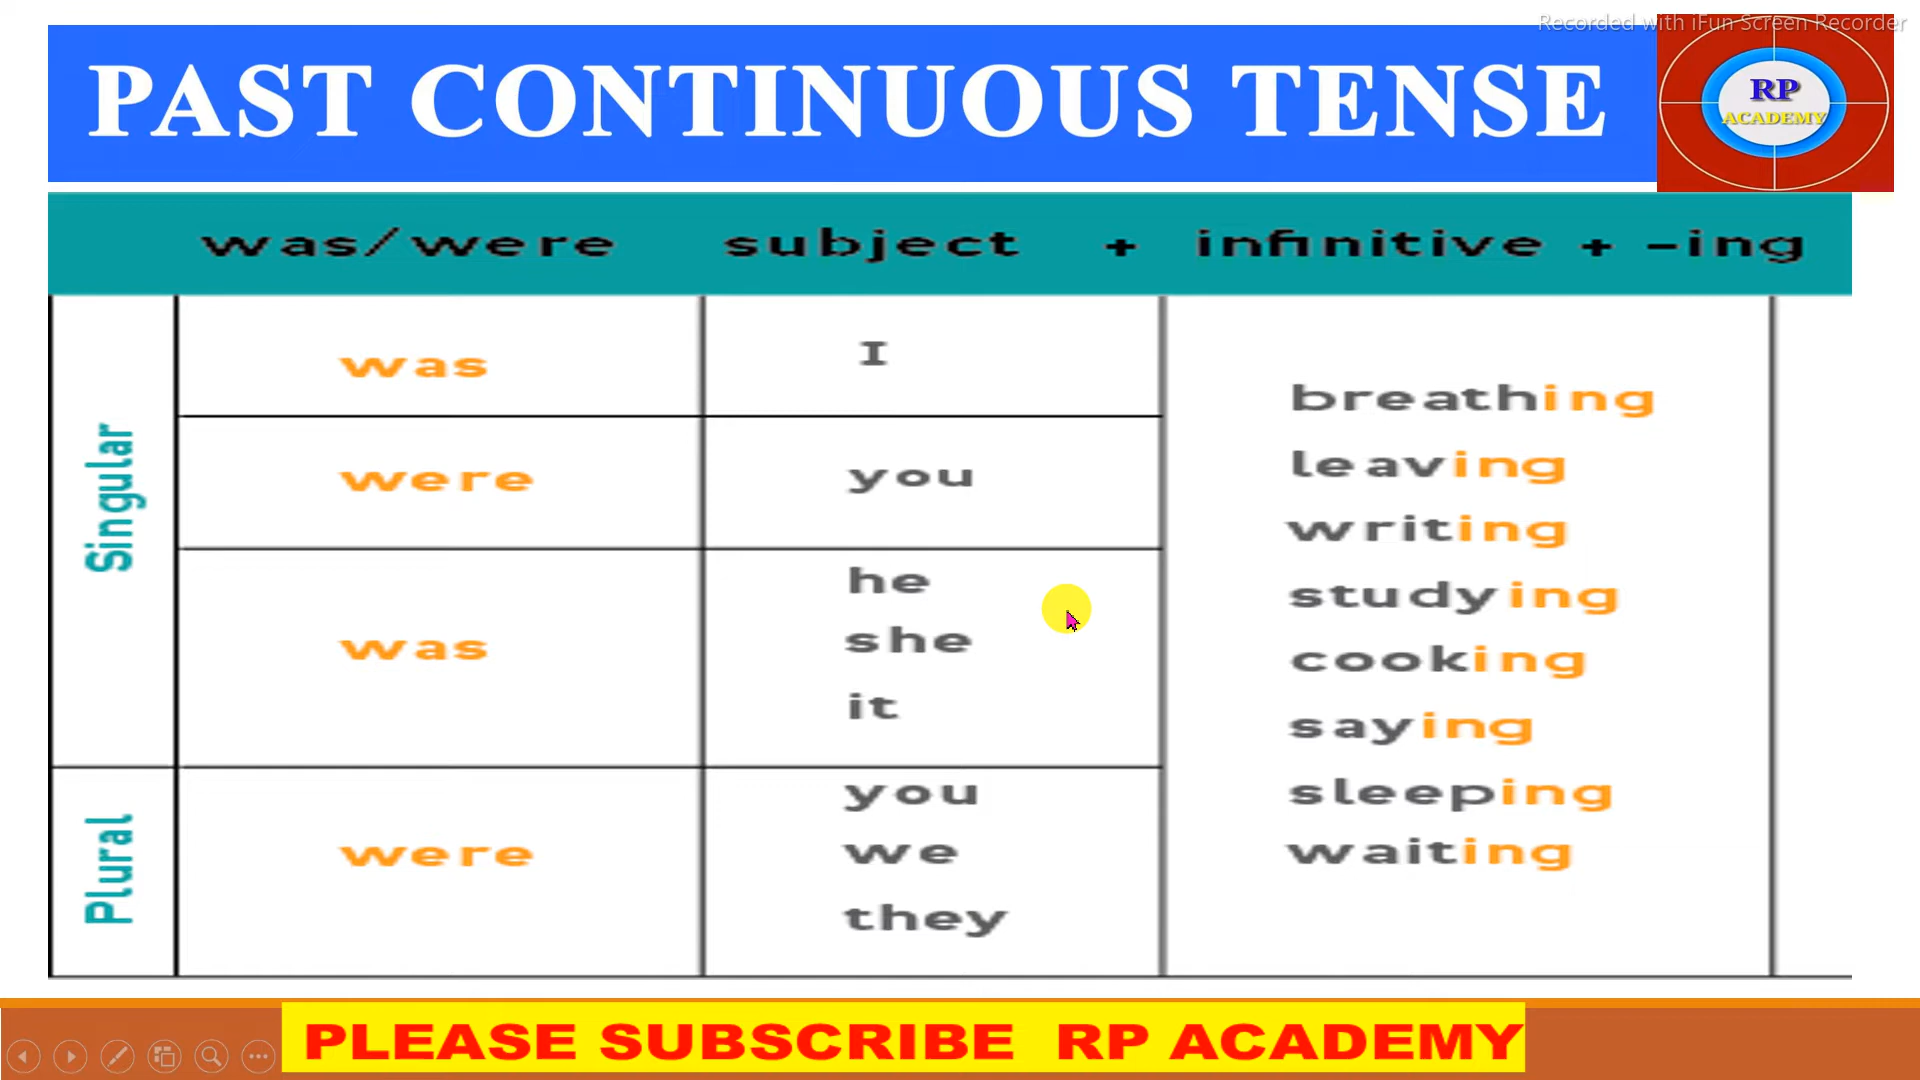 Recorded with iFun Screen Recorder
PAST CONTINUOUS TENSE
RP
ACADEMY
was/were subject + infinitive + -ing
Singular
was I
were you
was
he
she
it
Plural
were
you
we
they
breathing
leaving
writing
studying
cooking
saying
sleeping
waiting
PLEASE SUBSCRIBE RP ACADEMY